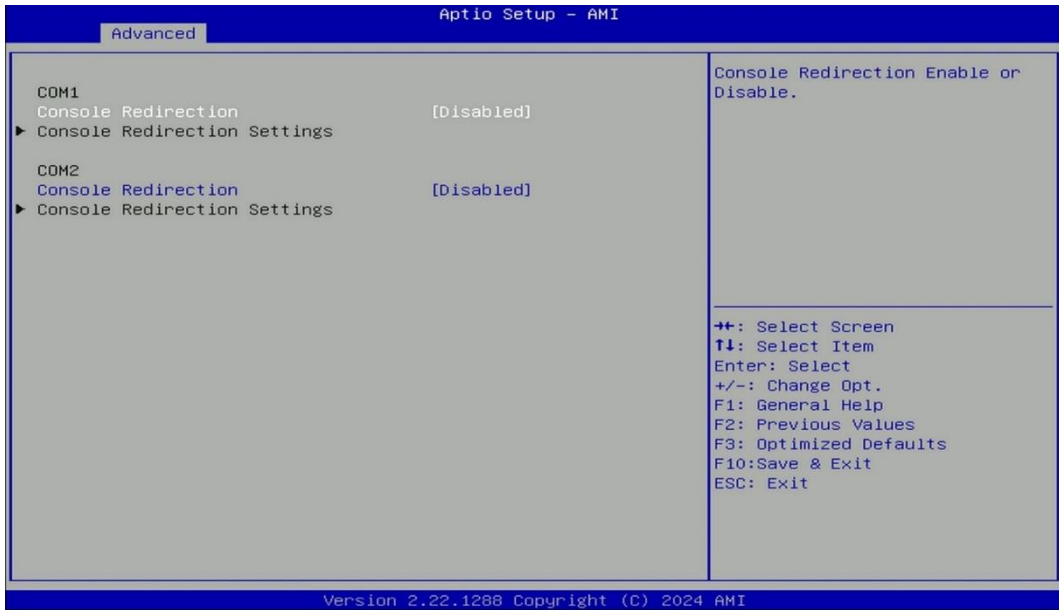 Aptio Setup – AMI
Advanced
COM1
Console Redirection [Disabled]
► Console Redirection Settings
COM2
Console Redirection [Disabled]
► Console Redirection Settings
Console Redirection Enable or
Disable.
→←: Select Screen
↑↓: Select Item
Enter: Select
+/-: Change Opt.
F1: General Help
F2: Previous Values
F3: Optimized Defaults
F10:Save & Exit
ESC: Exit
Version 2.22.1288 Copyright (C) 2024 AMI